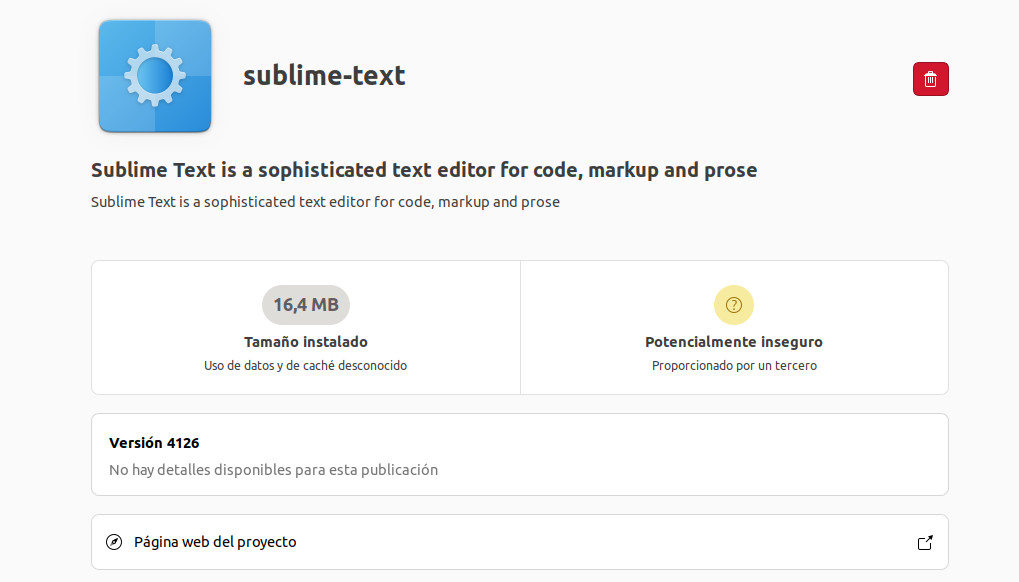 sublime-text
Sublime Text is a sophisticated text editor for code, markup and prose
Sublime Text is a sophisticated text editor for code, markup and prose
16,4 MB
Tamaño instalado
Uso de datos y de caché desconocido
?
Potencialmente inseguro
Proporcionado por un tercero
Versión 4126
No hay detalles disponibles para esta publicación
Página web del proyecto